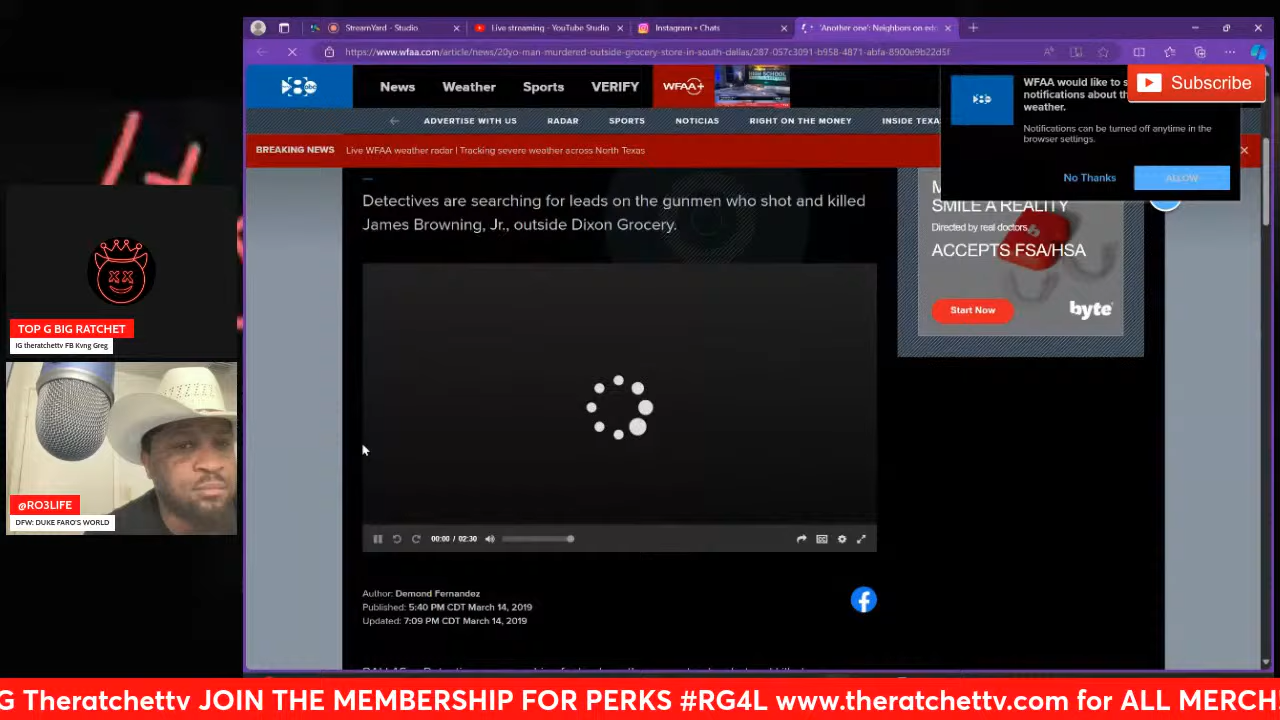 StreamYard - Studio
Live streaming - YouTube Studio
Instagram • Chats
'Another one': Neighbors on ed
https://www.wfaa.com/article/news/20yo-man-murdered-outside-grocery-store-in-south-dallas/287-057c3091-b958-4871-abfa-8900e9b22d5f
8 abc
News
Weather
Sports
VERIFY
WFAA+
ADVERTISE WITH US
RADAR
SPORTS
NOTICIAS
RIGHT ON THE MONEY
INSIDE TEXA
BREAKING NEWS
Live WFAA weather radar | Tracking severe weather across North Texas
WFAA would like to s
notifications about th
weather.
Notifications can be turned off anytime in the
browser settings.
No Thanks
ALLOW
Subscribe
Detectives are searching for leads on the gunmen who shot and killed
James Browning, Jr., outside Dixon Grocery.
SMILE A REALITY
Directed by real doctors.
ACCEPTS FSA/HSA
Start Now
byte
00:00 / 02:30
Author: Demond Fernandez
Published: 5:40 PM CDT March 14, 2019
Updated: 7:09 PM CDT March 14, 2019
TOP G BIG RATCHET
IG theratchettv FB Kvng Greg
@RO3LIFE
DFW: DUKE FARO'S WORLD
G Theratchettv JOIN THE MEMBERSHIP FOR PERKS #RG4L www.theratchettv.com for ALL MERCH